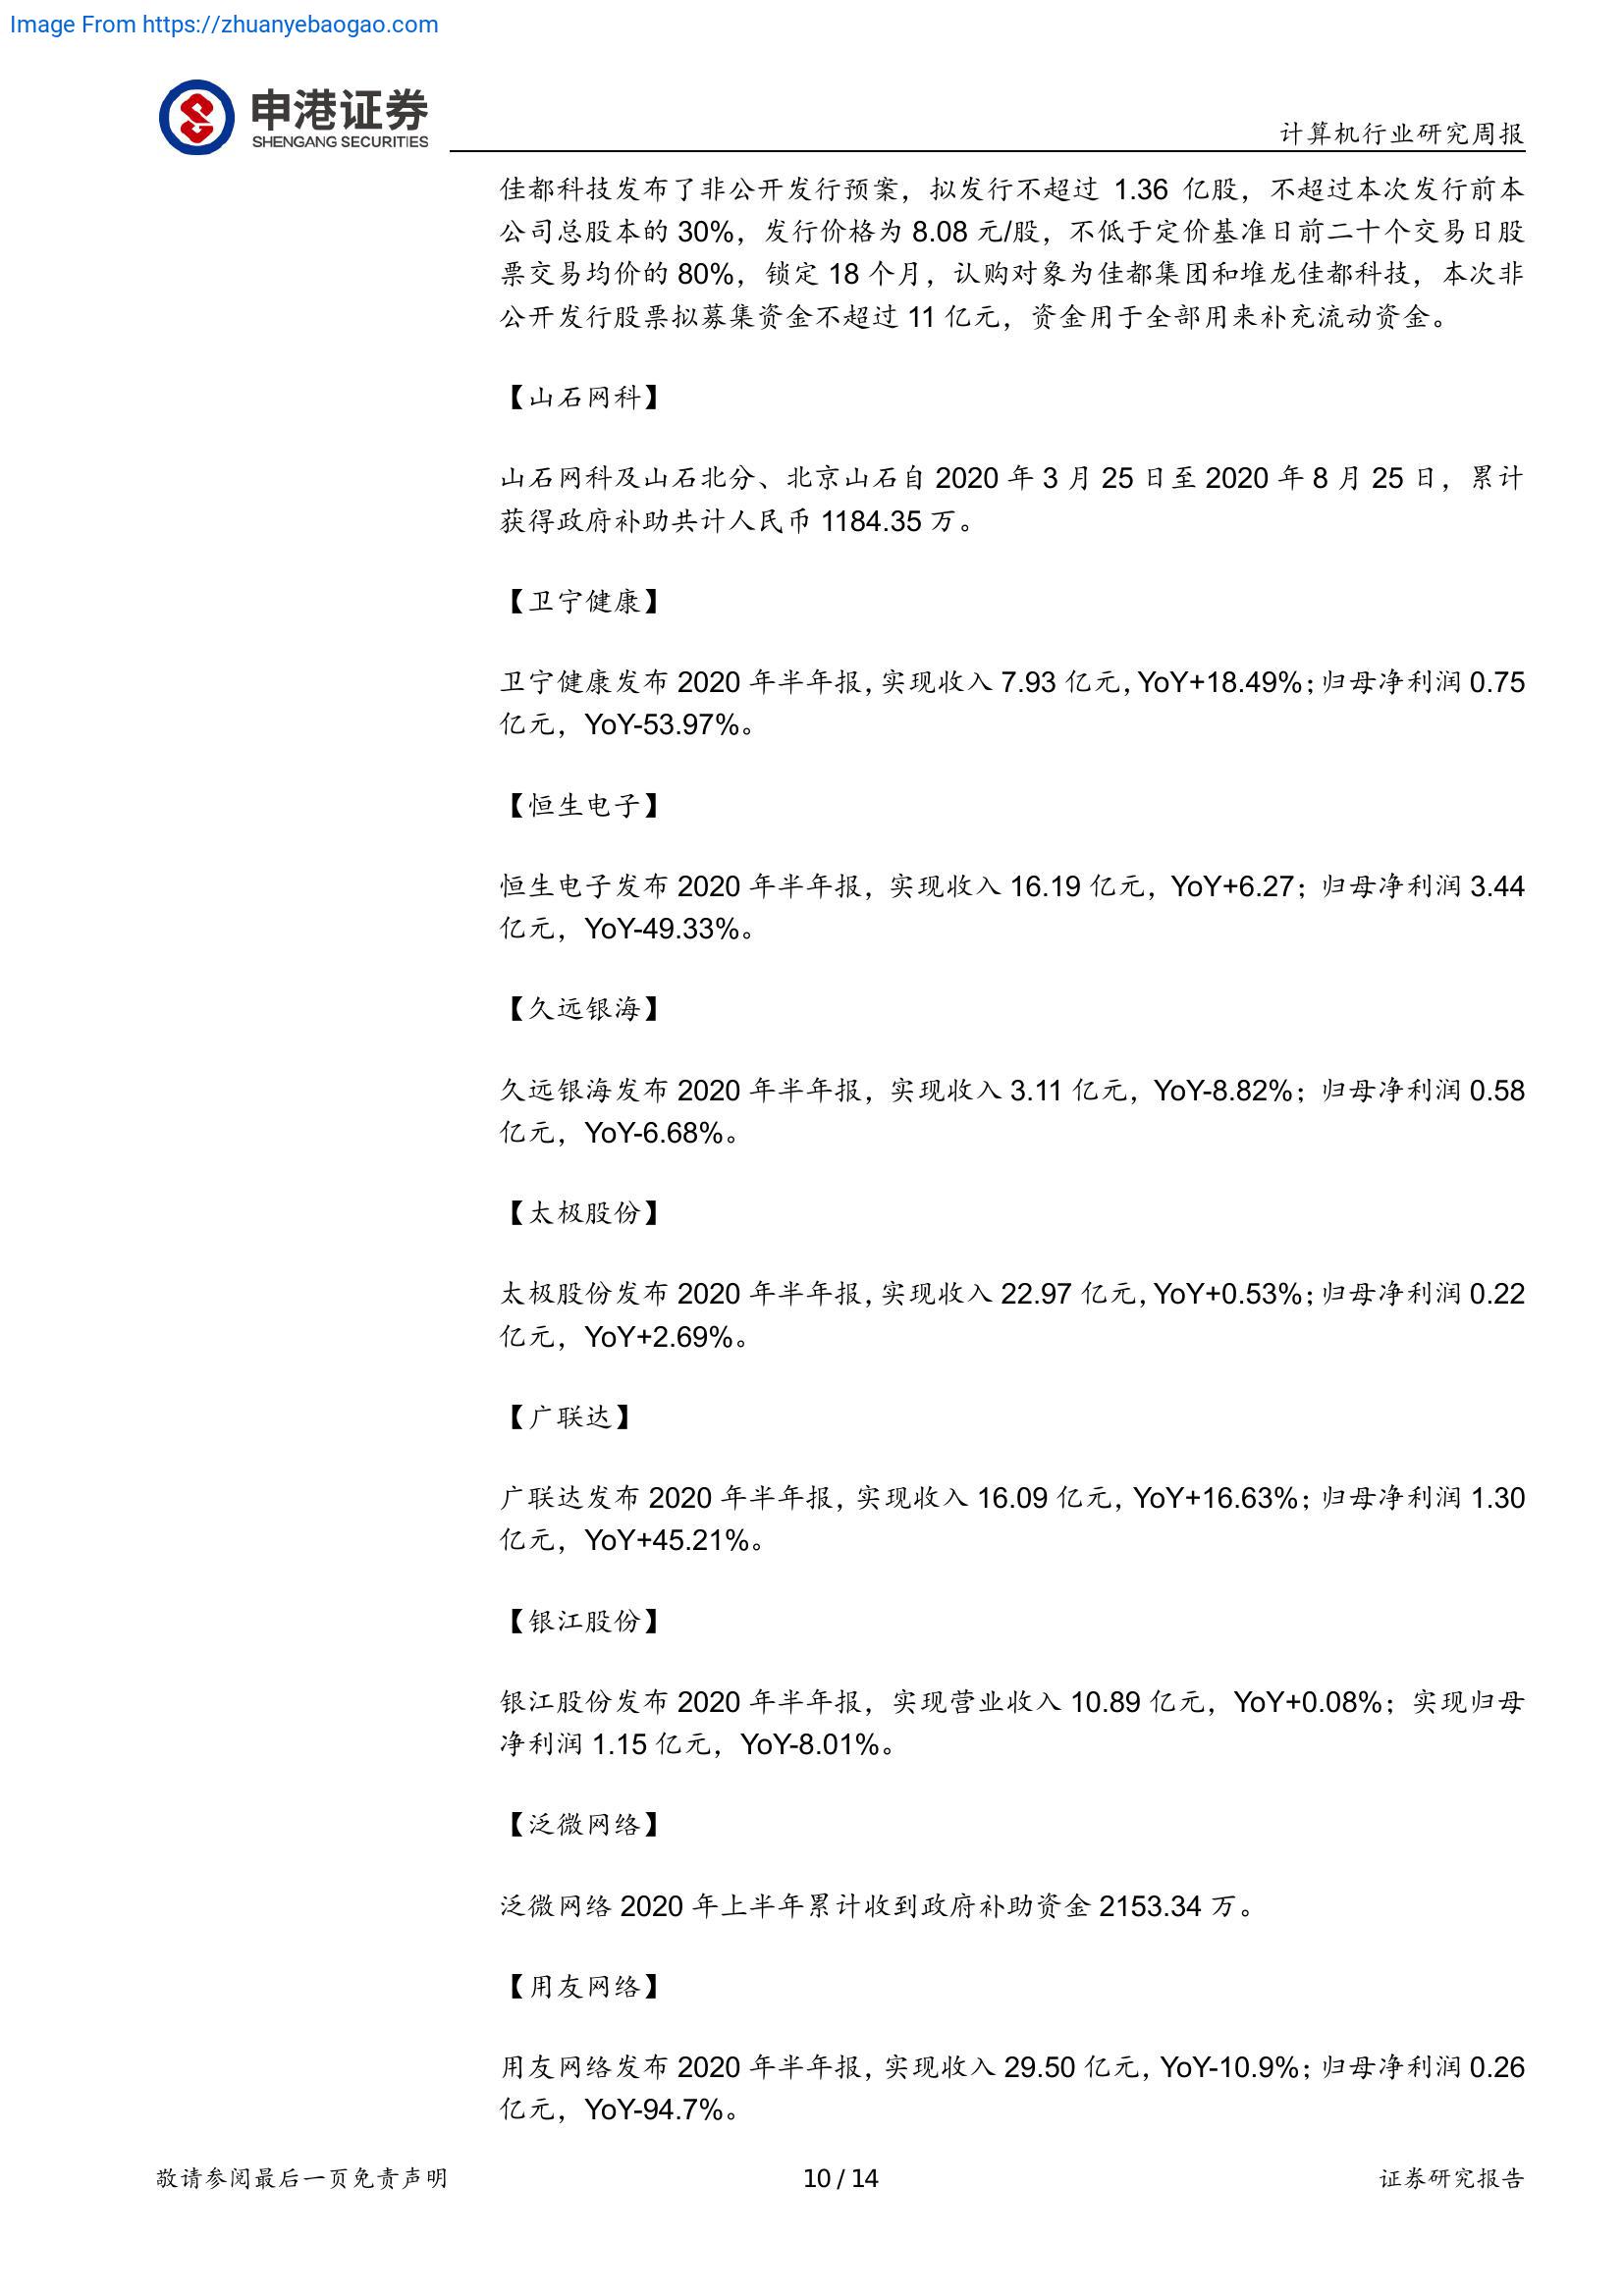 Image From https://zhuanyebaogao.com
申港证券
SHENGANG SECURITIES
计算机行业研究周报
佳都科技发布了非公开发行预案，拟发行不超过 1.36 亿股，不超过本次发行前本
公司总股本的 30%，发行价格为 8.08 元/股，不低于定价基准日前二十个交易日股
票交易均价的 80%，锁定 18 个月，认购对象为佳都集团和堆龙佳都科技，本次非
公开发行股票拟募集资金不超过 11 亿元，资金用于全部用来补充流动资金。
【山石网科】
山石网科及山石北分、北京山石自 2020 年 3 月 25 日至 2020 年 8 月 25 日，累计
获得政府补助共计人民币 1184.35 万。
【卫宁健康】
卫宁健康发布 2020 年半年报，实现收入 7.93 亿元，YoY+18.49%；归母净利润 0.75
亿元，YoY-53.97%。
【恒生电子】
恒生电子发布 2020 年半年报，实现收入 16.19 亿元，YoY+6.27；归母净利润 3.44
亿元，YoY-49.33%。
【久远银海】
久远银海发布 2020 年半年报，实现收入 3.11 亿元，YoY-8.82%；归母净利润 0.58
亿元，YoY-6.68%。
【太极股份】
太极股份发布 2020 年半年报，实现收入 22.97 亿元，YoY+0.53%；归母净利润 0.22
亿元，YoY+2.69%。
【广联达】
广联达发布 2020 年半年报，实现收入 16.09 亿元，YoY+16.63%；归母净利润 1.30
亿元，YoY+45.21%。
【银江股份】
银江股份发布 2020 年半年报，实现营业收入 10.89 亿元，YoY+0.08%；实现归母
净利润 1.15 亿元，YoY-8.01%。
【泛微网络】
泛微网络 2020 年上半年累计收到政府补助资金 2153.34 万。
【用友网络】
用友网络发布 2020 年半年报，实现收入 29.50 亿元，YoY-10.9%；归母净利润 0.26
亿元，YoY-94.7%。
敬请参阅最后一页免责声明
10 / 14
证券研究报告